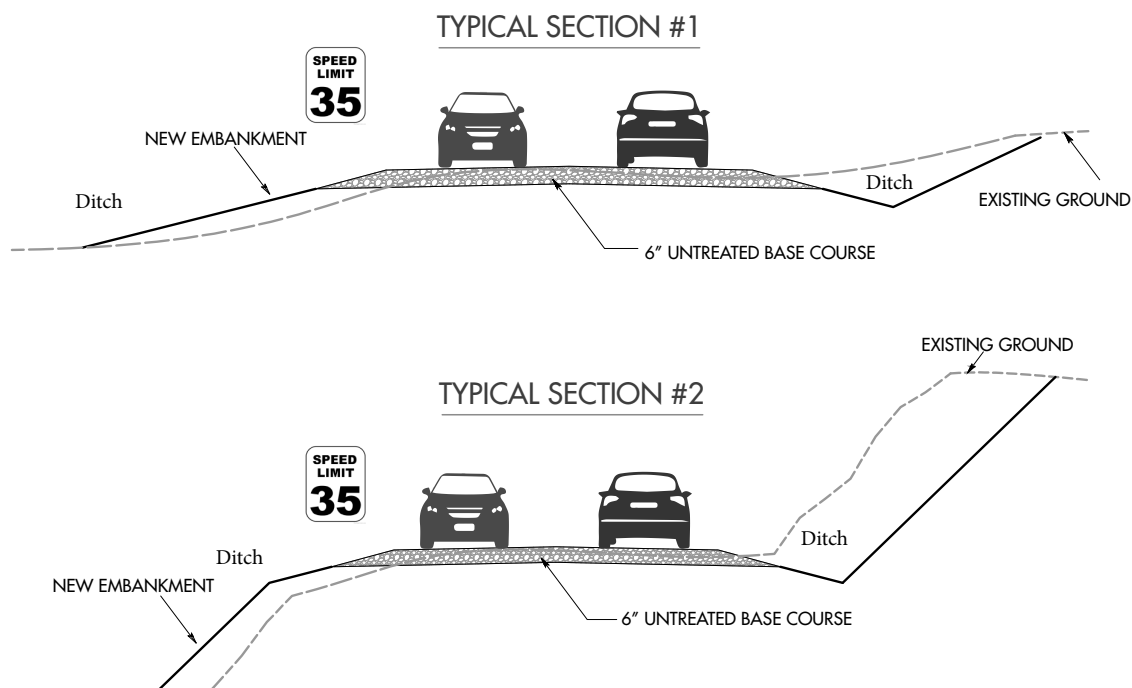 TYPICAL SECTION #1
SPEED
LIMIT
35
NEW EMBANKMENT
Ditch
Ditch
EXISTING GROUND
6” UNTREATED BASE COURSE
EXISTING GROUND
TYPICAL SECTION #2
SPEED
LIMIT
35
Ditch
Ditch
NEW EMBANKMENT
6” UNTREATED BASE COURSE